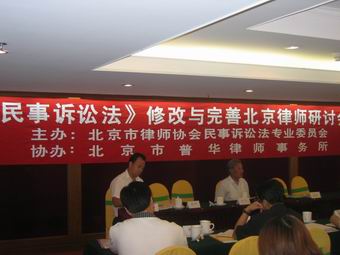 民事诉讼法》修改与完善北京律师研讨会
主办：北京市律师协会民事诉讼法专业委员会
协办：北京市普华律师事务所